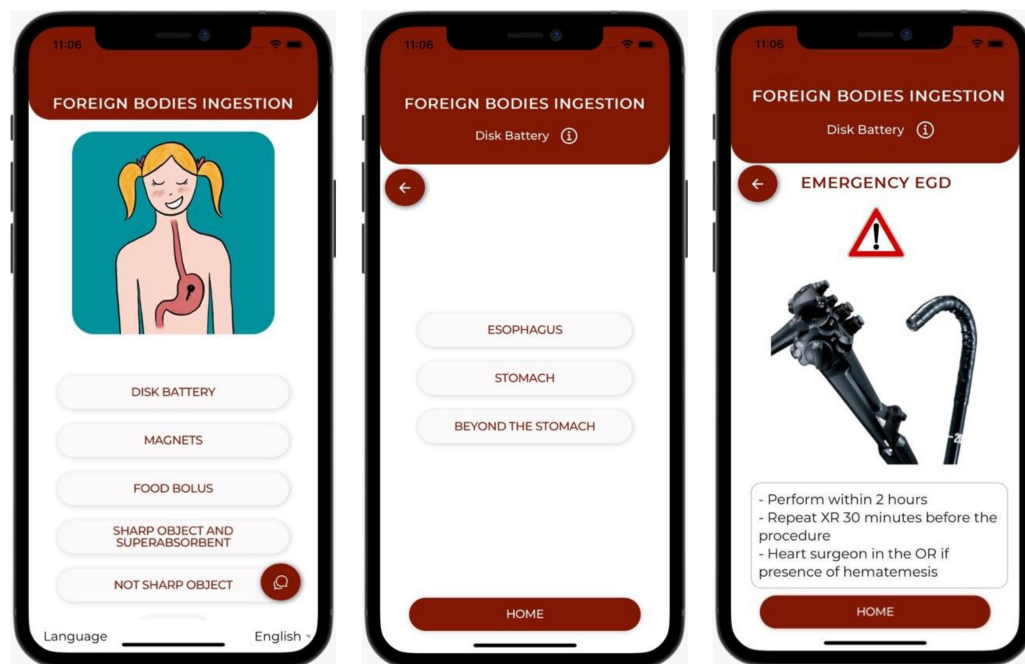 11:06
FOREIGN BODIES INGESTION
DISK BATTERY
MAGNETS
FOOD BOLUS
SHARP OBJECT AND
SUPERABSORBENT
NOT SHARP OBJECT
Language
English
11:06
FOREIGN BODIES INGESTION
Disk Battery
ESOPHAGUS
STOMACH
BEYOND THE STOMACH
HOME
11:06
FOREIGN BODIES INGESTION
Disk Battery
EMERGENCY EGD
- Perform within 2 hours
- Repeat XR 30 minutes before the
procedure
- Heart surgeon in the OR if
presence of hematemesis
HOME